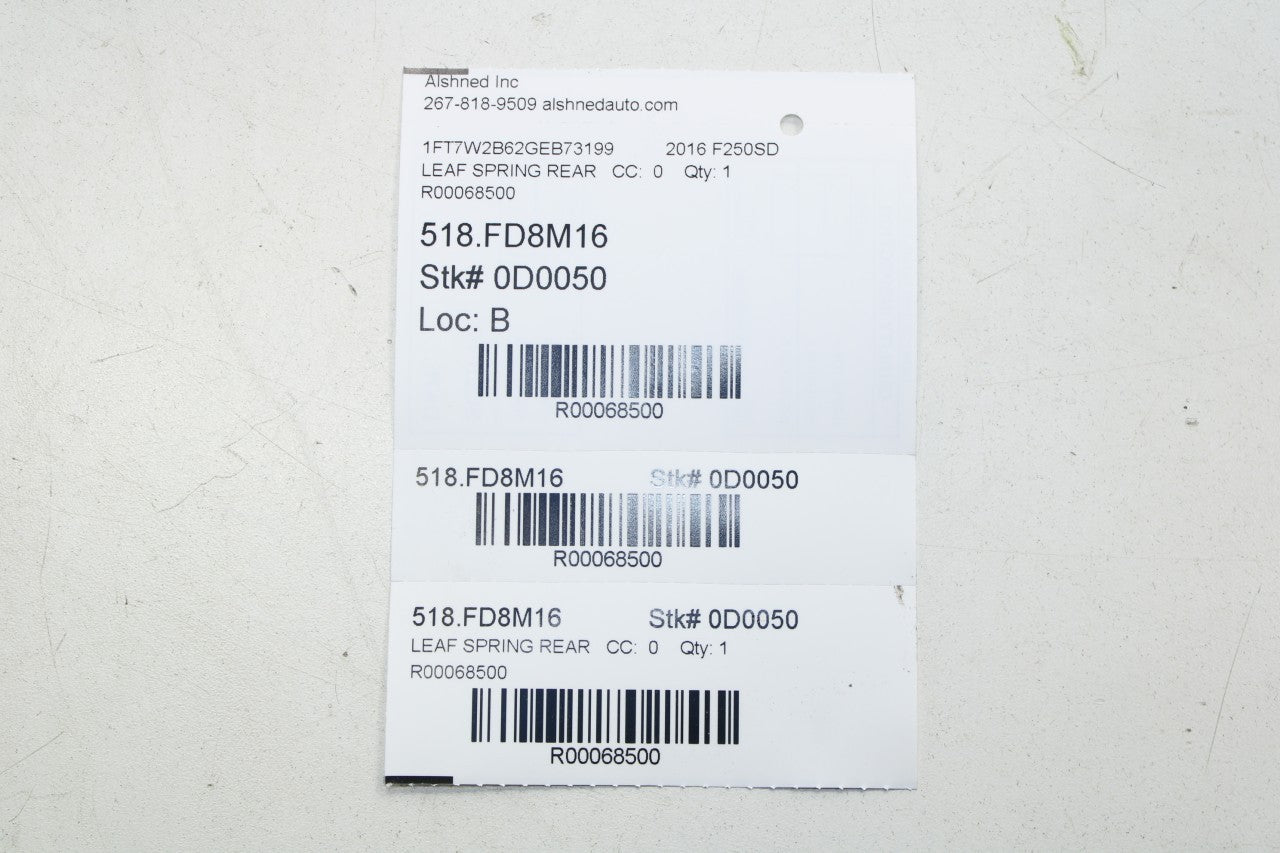 Alshned Inc
267-818-9509 alshnedauto.com
1FT7W2B62GEB73199 2016 F250SD
LEAF SPRING REAR CC: 0 Qty: 1
R00068500
518.FD8M16
Stk# 0D0050
Loc: B
R00068500
518.FD8M16 Stk# 0D0050
R00068500
518.FD8M16 Stk# 0D0050
LEAF SPRING REAR CC: 0 Qty: 1
R00068500
R00068500